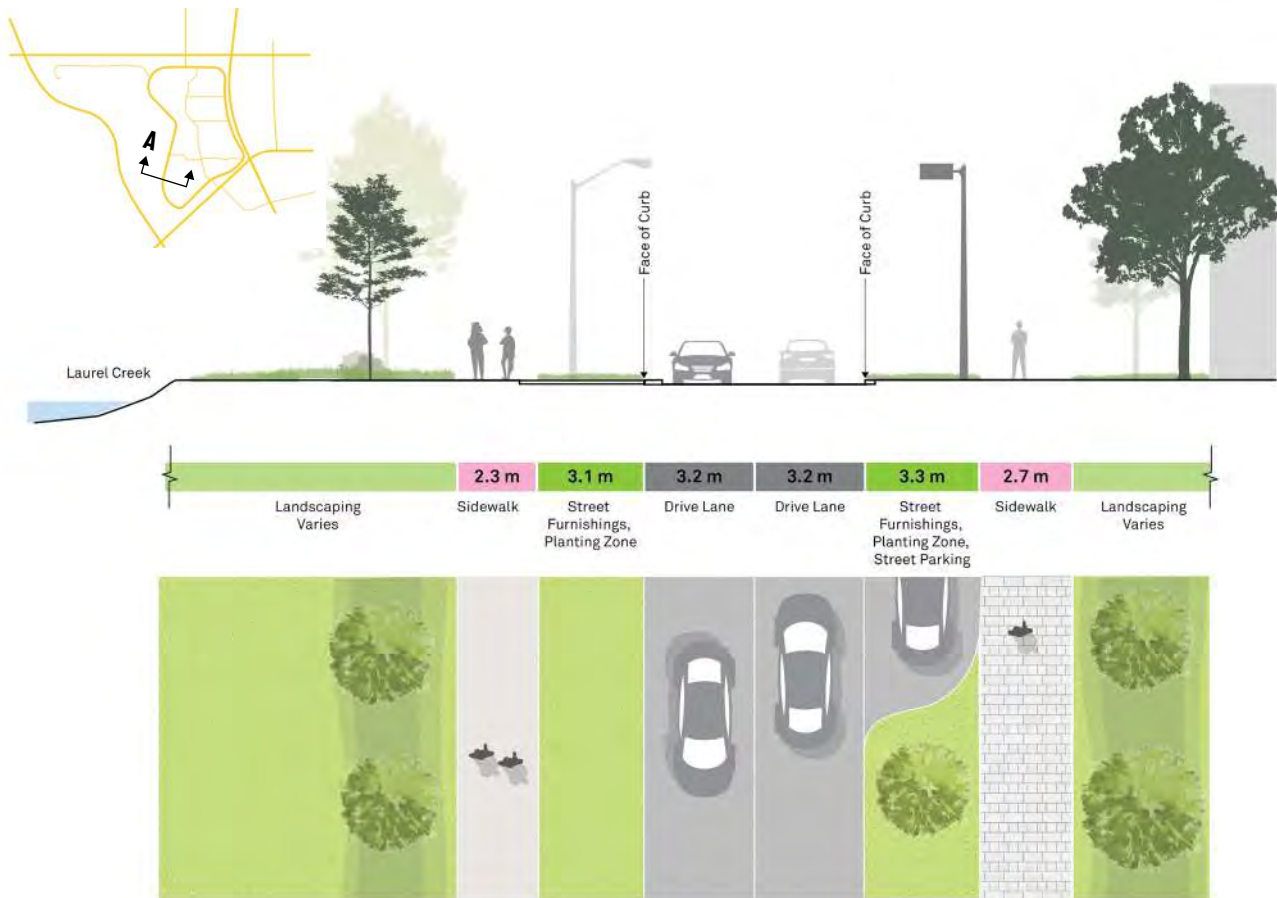 A
Face of Curb
Face of Curb
Laurel Creek
2.3 m
3.1 m
3.2 m
3.2 m
3.3 m
2.7 m
Landscaping
Varies
Sidewalk
Street
Furnishings,
Planting Zone
Drive Lane
Drive Lane
Street
Furnishings,
Planting Zone,
Street Parking
Sidewalk
Landscaping
Varies